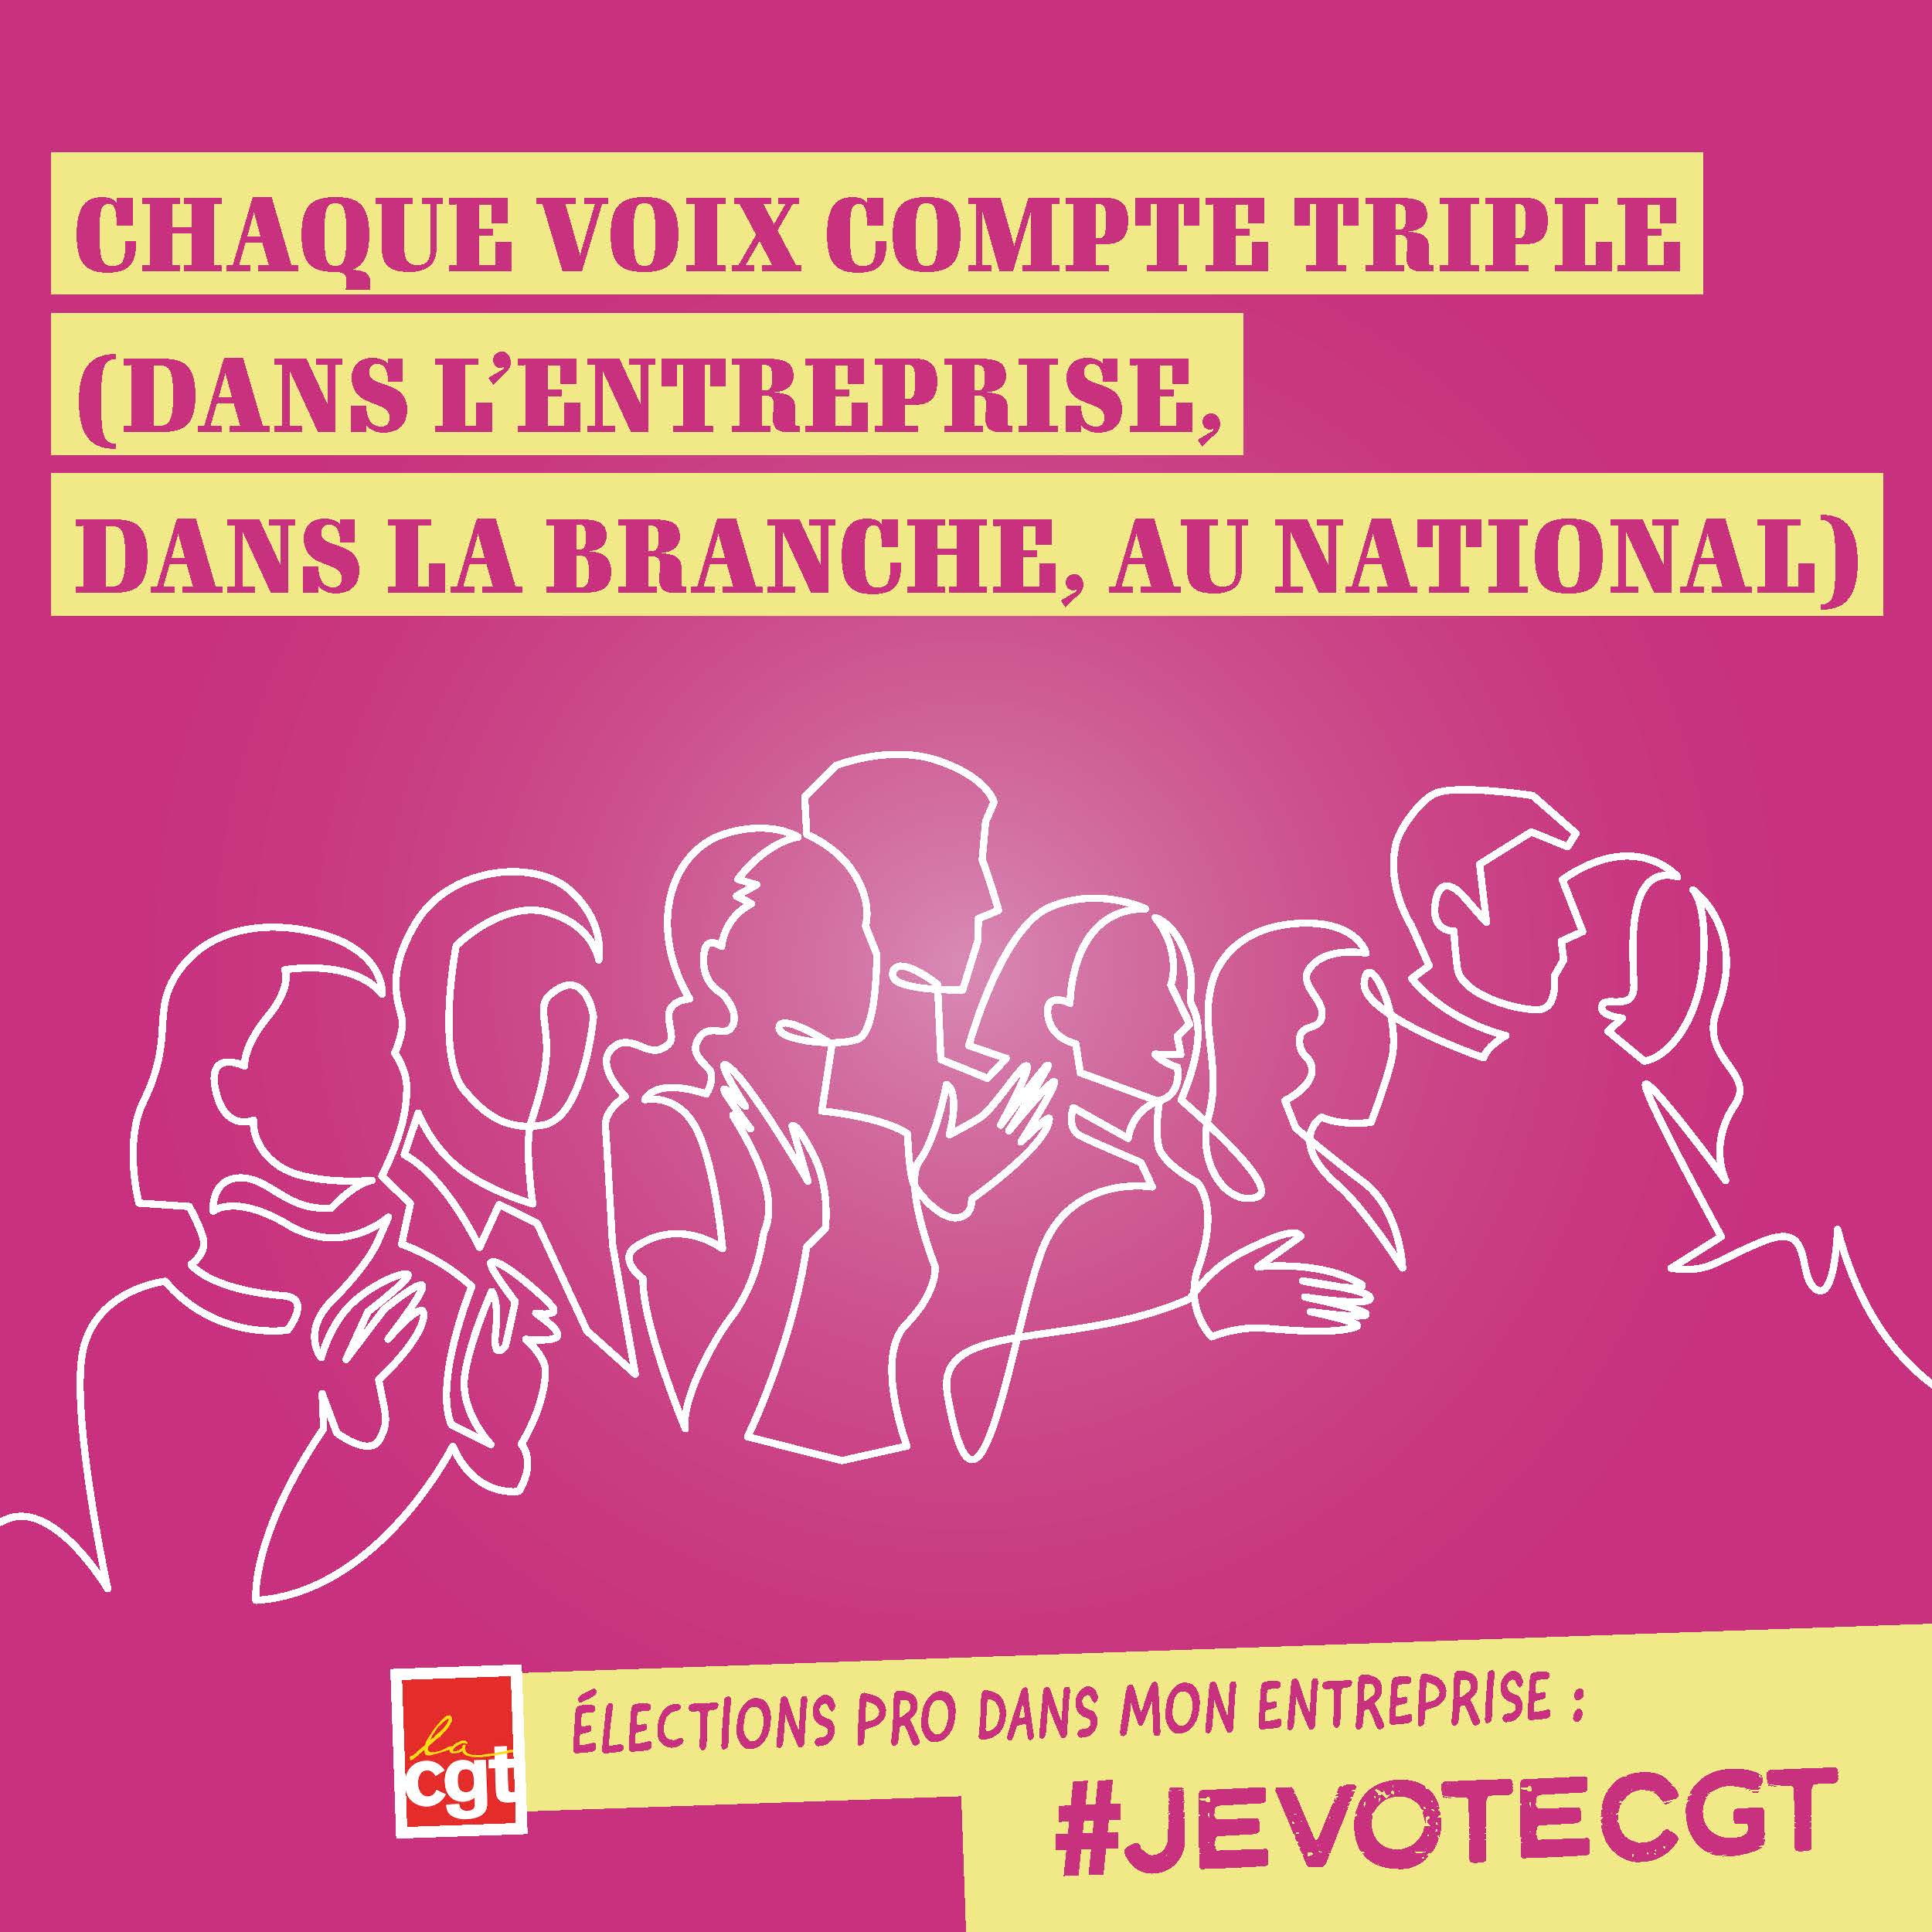 CHAQUE VOIX COMPTE TRIPLE
(DANS L'ENTREPRISE,
DANS LA BRANCHE, AU NATIONAL)
la
cgt
ÉLECTIONS PRO DANS MON ENTREPRISE :
#JEVOTECGT